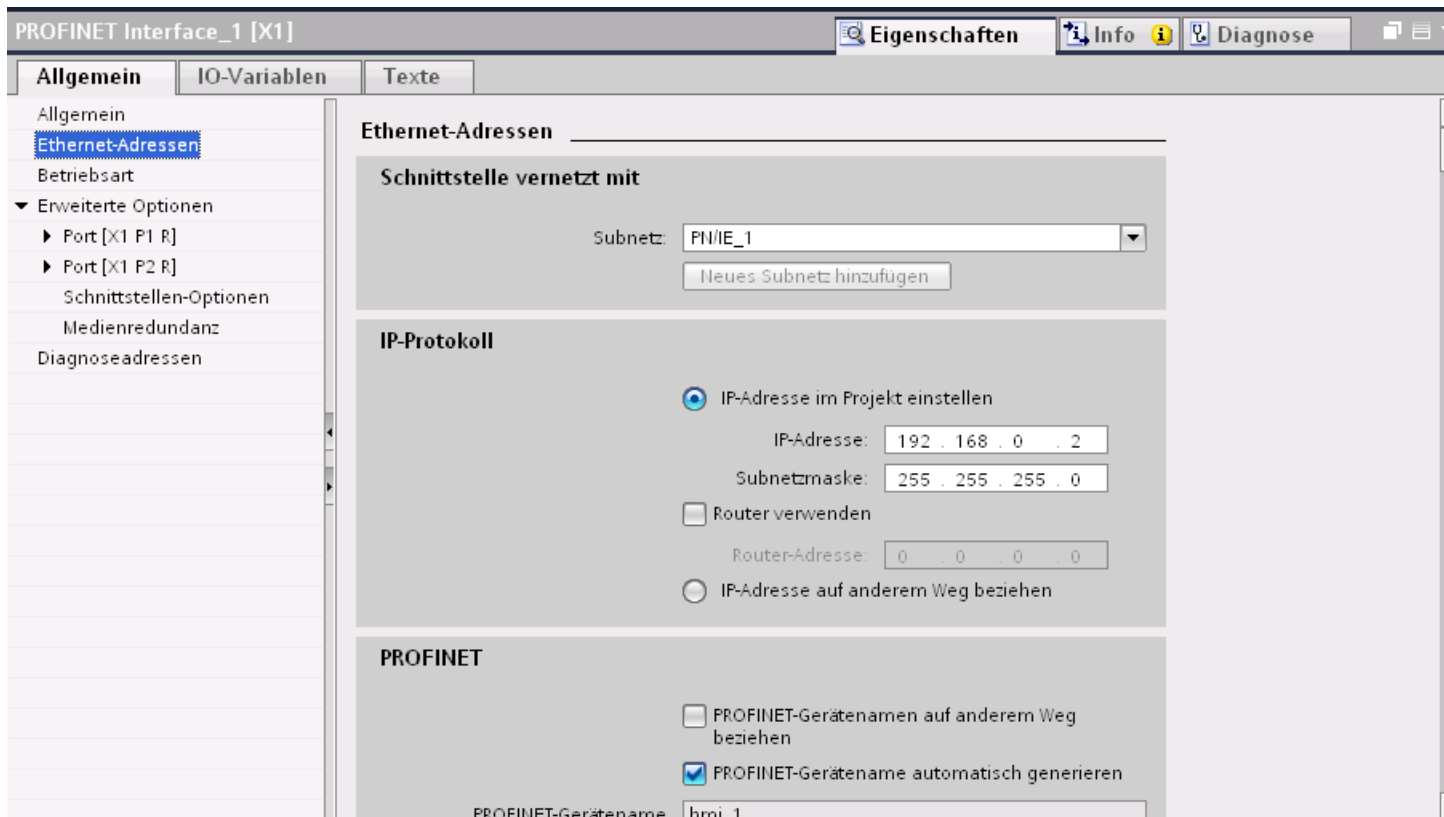 PROFINET Interface_1 [X1]
Eigenschaften
Info
Diagnose
Allgemein
IO-Variablen
Texte
Allgemein
Ethernet-Adressen
Betriebsart
Erweiterte Optionen
Port [X1 P1 R]
Port [X1 P2 R]
Schnittstellen-Optionen
Medienredundanz
Diagnoseadressen
Ethernet-Adressen
Schnittstelle vernetzt mit
Subnetz: PN/IE_1
Neues Subnetz hinzufügen
IP-Protokoll
IP-Adresse im Projekt einstellen
IP-Adresse: 192 . 168 . 0 . 2
Subnetzmaske: 255 . 255 . 255 . 0
Router verwenden
Router-Adresse: 0 . 0 . 0 . 0
IP-Adresse auf anderem Weg beziehen
PROFINET
PROFINET-Gerätenamen auf anderem Weg
beziehen
PROFINET-Gerätename automatisch generieren
PROFINET-Gerätename hmi_1